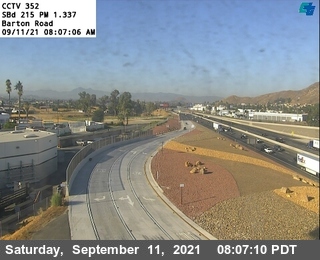 CCTV 352
SBd 215 PM 1.337
Barton Road
09/11/21 08:07:06 AM
Saturday, September 11, 2021 08:07:10 PDT